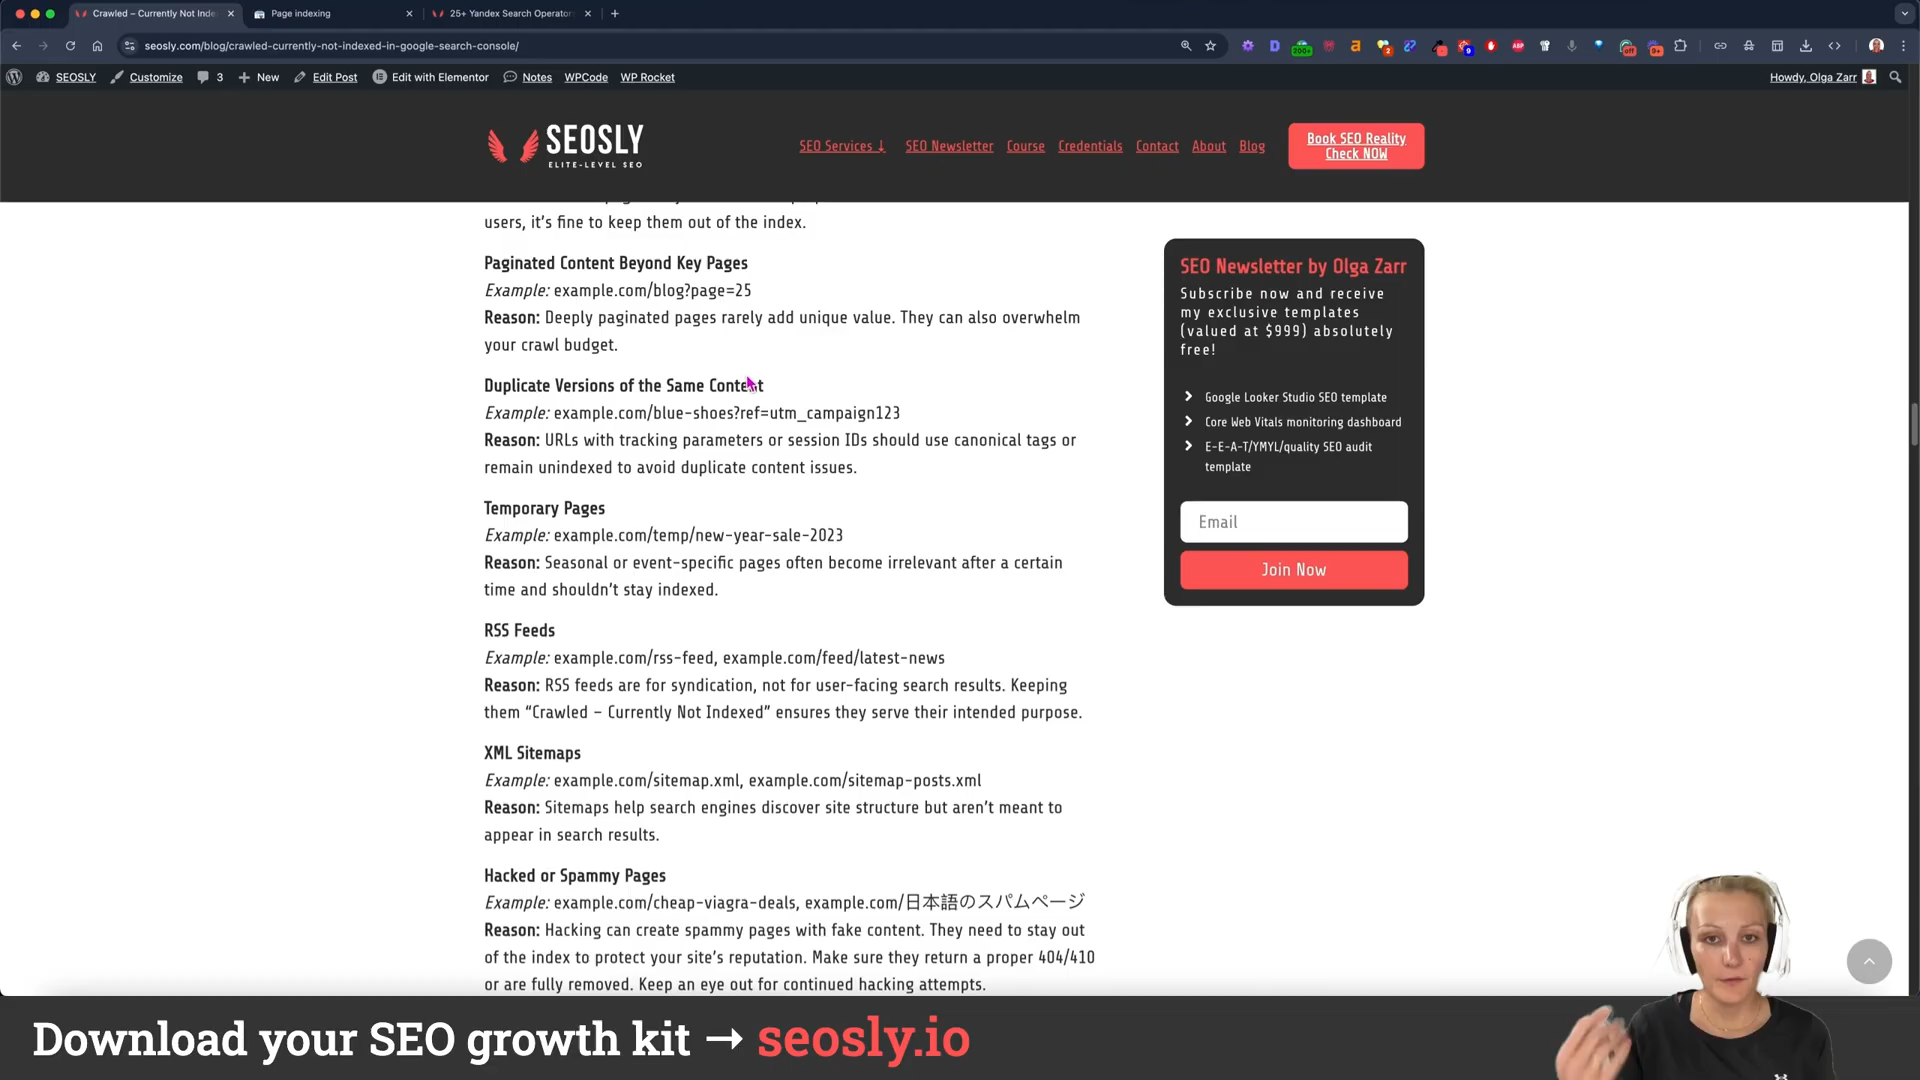 Crawled – Currently Not Inde
Page indexing
25+ Yandex Search Operator
seosly.com/blog/crawled-currently-not-indexed-in-google-search-console/
SEOSLY
Customize
3
New
Edit Post
Edit with Elementor
Notes
WPCode
WP Rocket
Howdy, Olga Zarr
SEOSLY
ELITE-LEVEL SEO
SEO Services ↓
SEO Newsletter
Course
Credentials
Contact
About
Blog
Book SEO Reality
Check NOW
users, it’s fine to keep them out of the index.
Paginated Content Beyond Key Pages
Example: example.com/blog?page=25
Reason: Deeply paginated pages rarely add unique value. They can also overwhelm
your crawl budget.
Duplicate Versions of the Same Content
Example: example.com/blue-shoes?ref=utm_campaign123
Reason: URLs with tracking parameters or session IDs should use canonical tags or
remain unindexed to avoid duplicate content issues.
Temporary Pages
Example: example.com/temp/new-year-sale-2023
Reason: Seasonal or event-specific pages often become irrelevant after a certain
time and shouldn’t stay indexed.
RSS Feeds
Example: example.com/rss-feed, example.com/feed/latest-news
Reason: RSS feeds are for syndication, not for user-facing search results. Keeping
them “Crawled – Currently Not Indexed” ensures they serve their intended purpose.
XML Sitemaps
Example: example.com/sitemap.xml, example.com/sitemap-posts.xml
Reason: Sitemaps help search engines discover site structure but aren’t meant to
appear in search results.
Hacked or Spammy Pages
Example: example.com/cheap-viagra-deals, example.com/日本語のスパムページ
Reason: Hacking can create spammy pages with fake content. They need to stay out
of the index to protect your site’s reputation. Make sure they return a proper 404/410
or are fully removed. Keep an eye out for continued hacking attempts.
SEO Newsletter by Olga Zarr
Subscribe now and receive
my exclusive templates
(valued at $999) absolutely
free!
Google Looker Studio SEO template
Core Web Vitals monitoring dashboard
E-E-A-T/YMYL/quality SEO audit
template
Email
Join Now
Download your SEO growth kit → seosly.io